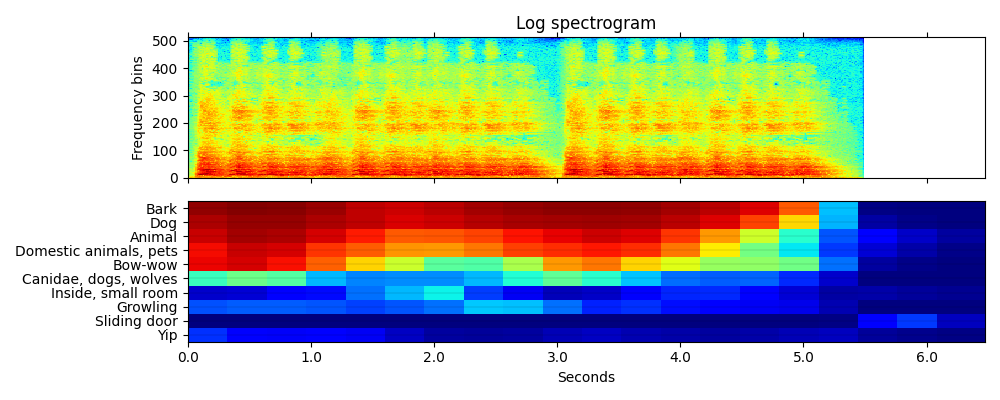 Log spectrogram
Frequency bins
500
400
300
200
100
0
Bark
Dog
Animal
Domestic animals, pets
Bow-wow
Canidae, dogs, wolves
Inside, small room
Growling
Sliding door
Yip
0.0 1.0 2.0 3.0 4.0 5.0 6.0
Seconds